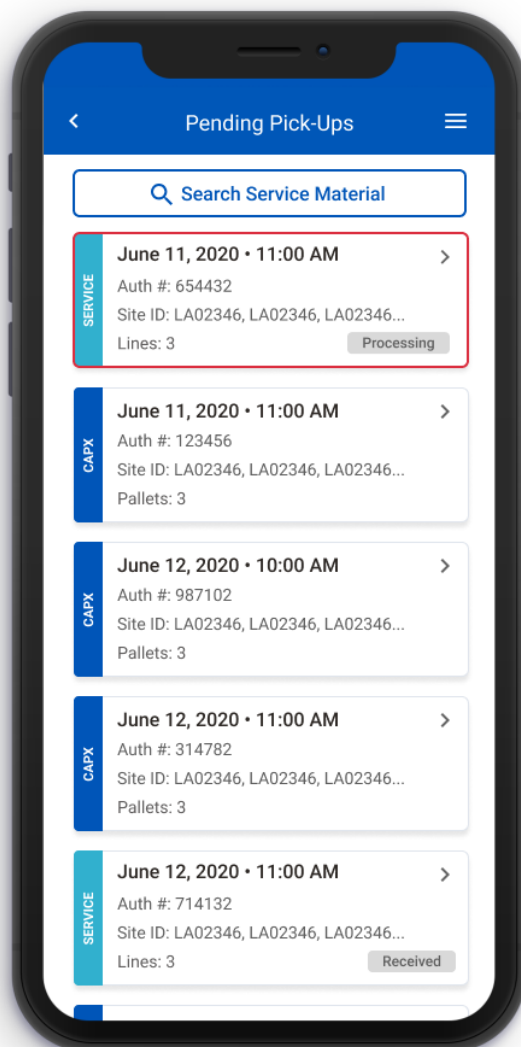 Pending Pick-Ups
Search Service Material
SERVICE
June 11, 2020 • 11:00 AM
Auth #: 654432
Site ID: LA02346, LA02346, LA02346...
Lines: 3
Processing
CAPX
June 11, 2020 • 11:00 AM
Auth #: 123456
Site ID: LA02346, LA02346, LA02346...
Pallets: 3
CAPX
June 12, 2020 • 10:00 AM
Auth #: 987102
Site ID: LA02346, LA02346, LA02346...
Pallets: 3
CAPX
June 12, 2020 • 11:00 AM
Auth #: 314782
Site ID: LA02346, LA02346, LA02346...
Pallets: 3
SERVICE
June 12, 2020 • 11:00 AM
Auth #: 714132
Site ID: LA02346, LA02346, LA02346...
Lines: 3
Received